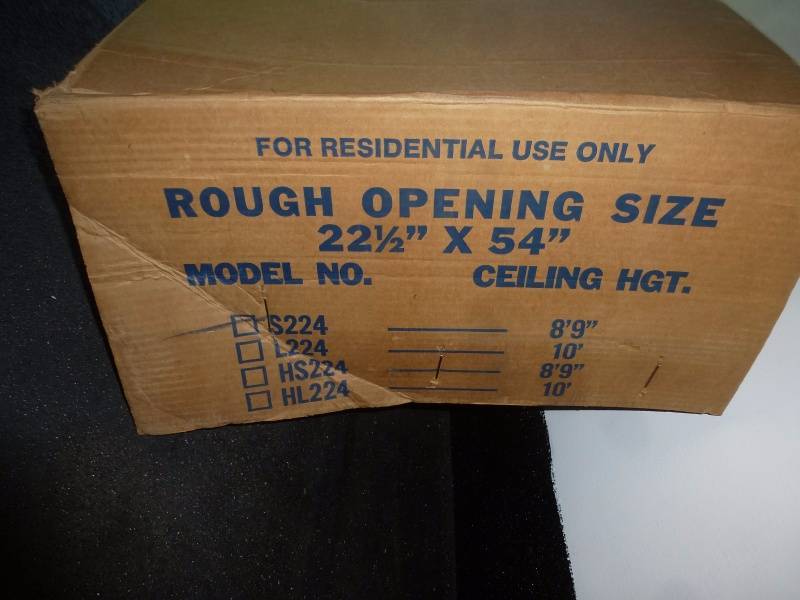 FOR RESIDENTIAL USE ONLY
ROUGH OPENING SIZE
22½" X 54"
MODEL NO. CEILING HGT.
S224 8'9"
L224 10'
HS224 8'9"
HL224 10'